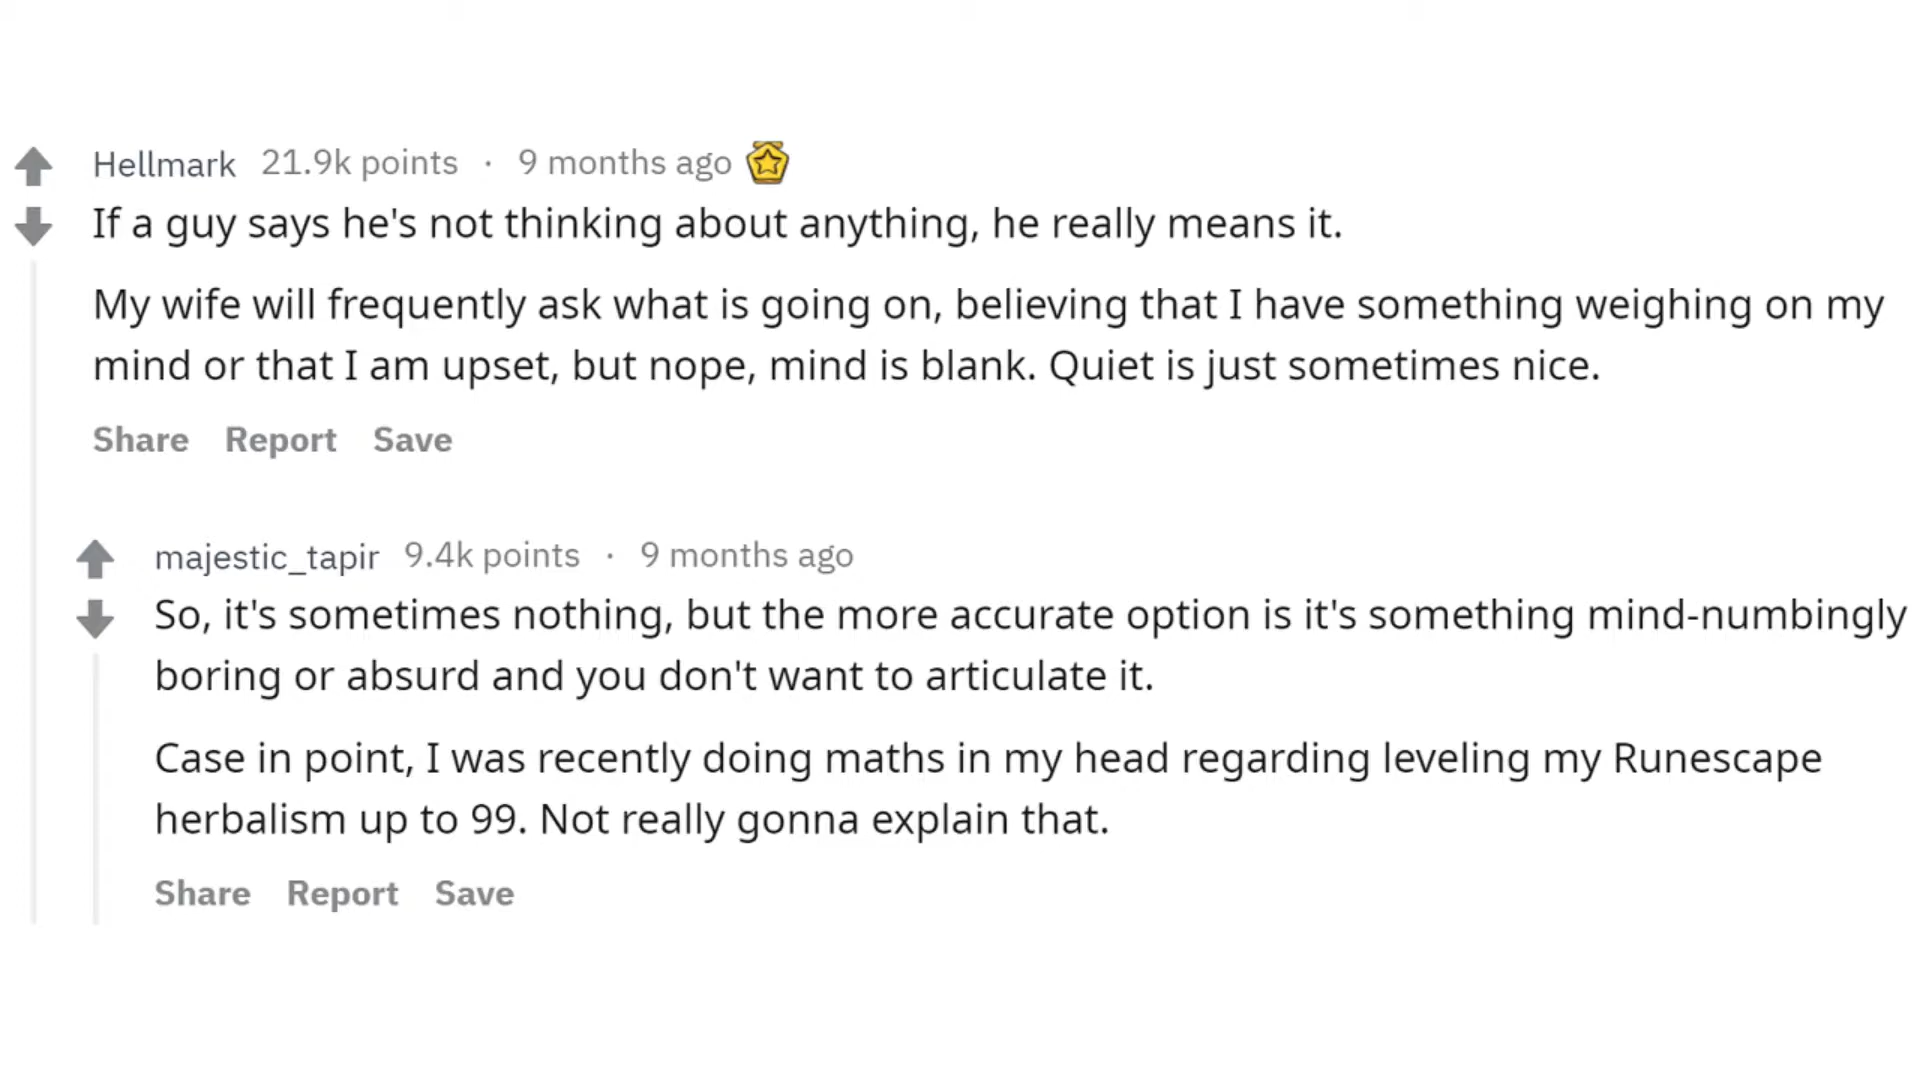 Hellmark 21.9k points · 9 months ago
If a guy says he's not thinking about anything, he really means it.
My wife will frequently ask what is going on, believing that I have something weighing on my
mind or that I am upset, but nope, mind is blank. Quiet is just sometimes nice.
Share Report Save
majestic_tapir 9.4k points · 9 months ago
So, it's sometimes nothing, but the more accurate option is it's something mind-numbingly
boring or absurd and you don't want to articulate it.
Case in point, I was recently doing maths in my head regarding leveling my Runescape
herbalism up to 99. Not really gonna explain that.
Share Report Save